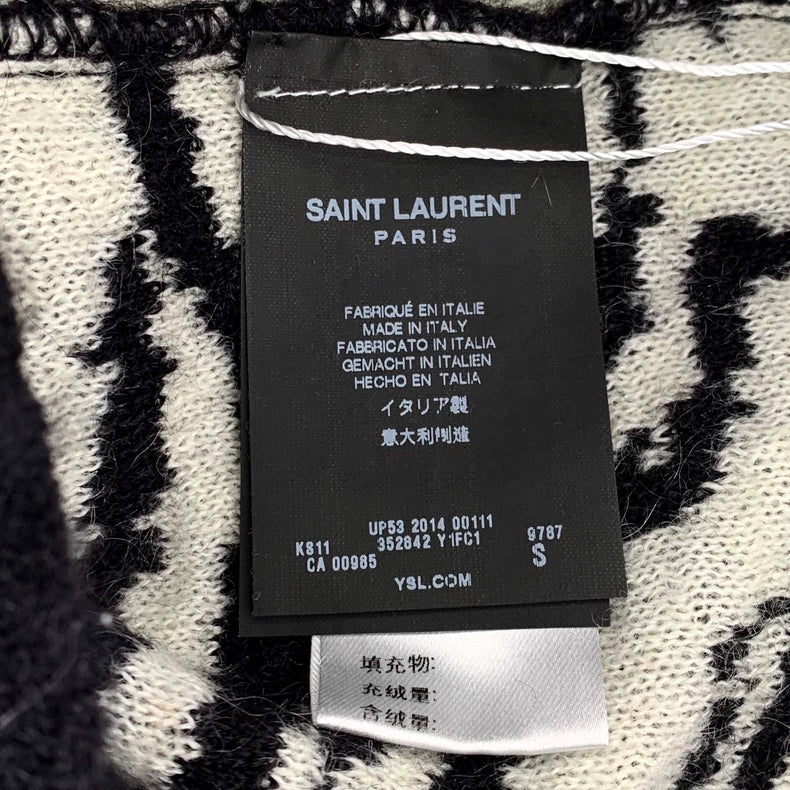 SAINT LAURENT
PARIS
FABRIQUÉ EN ITALIE
MADE IN ITALY
FABBRICATO IN ITALIA
GEMACHT IN ITALIEN
HECHO EN TALIA
イタリア製
意大利制造
UP53 2014 00111
KS11 352842 Y1FC1 9787
CA 00985 S
YSL.COM
填充物:
充绒量:
含绒量: